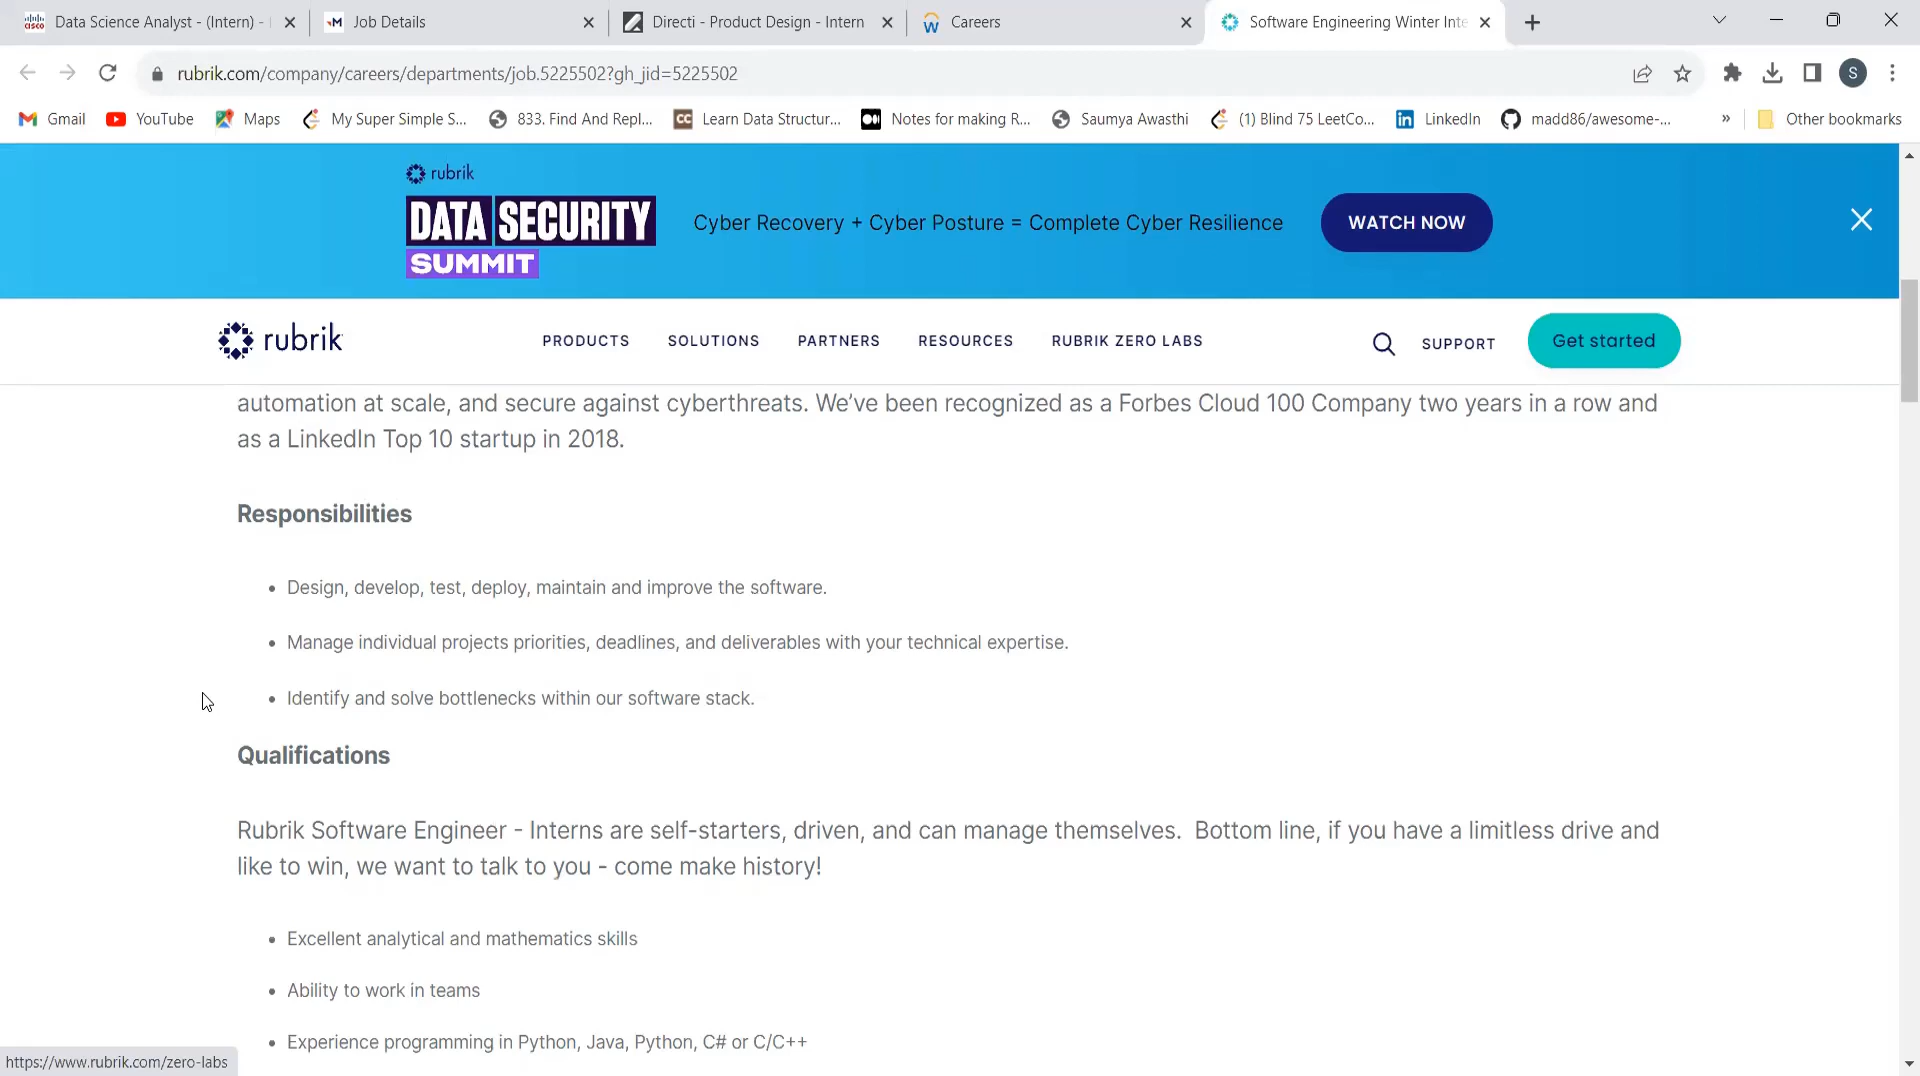 Data Science Analyst - (Intern) -
Job Details
Directi - Product Design - Intern
Careers
Software Engineering Winter Inte
rubrik.com/company/careers/departments/job.5225502?gh_jid=5225502
S
Gmail
YouTube
Maps
My Super Simple S...
833. Find And Repl...
CC
Learn Data Structur...
Notes for making R...
Saumya Awasthi
(1) Blind 75 LeetCo...
LinkedIn
madd86/awesome-...
»
Other bookmarks
rubrik
DATA SECURITY
SUMMIT
Cyber Recovery + Cyber Posture = Complete Cyber Resilience
WATCH NOW
rubrik
PRODUCTS
SOLUTIONS
PARTNERS
RESOURCES
RUBRIK ZERO LABS
SUPPORT
Get started
automation at scale, and secure against cyberthreats. We’ve been recognized as a Forbes Cloud 100 Company two years in a row and
as a LinkedIn Top 10 startup in 2018.
Responsibilities
• Design, develop, test, deploy, maintain and improve the software.
• Manage individual projects priorities, deadlines, and deliverables with your technical expertise.
• Identify and solve bottlenecks within our software stack.
Qualifications
Rubrik Software Engineer - Interns are self-starters, driven, and can manage themselves.  Bottom line, if you have a limitless drive and
like to win, we want to talk to you - come make history!
• Excellent analytical and mathematics skills
• Ability to work in teams
• Experience programming in Python, Java, Python, C# or C/C++
https://www.rubrik.com/zero-labs